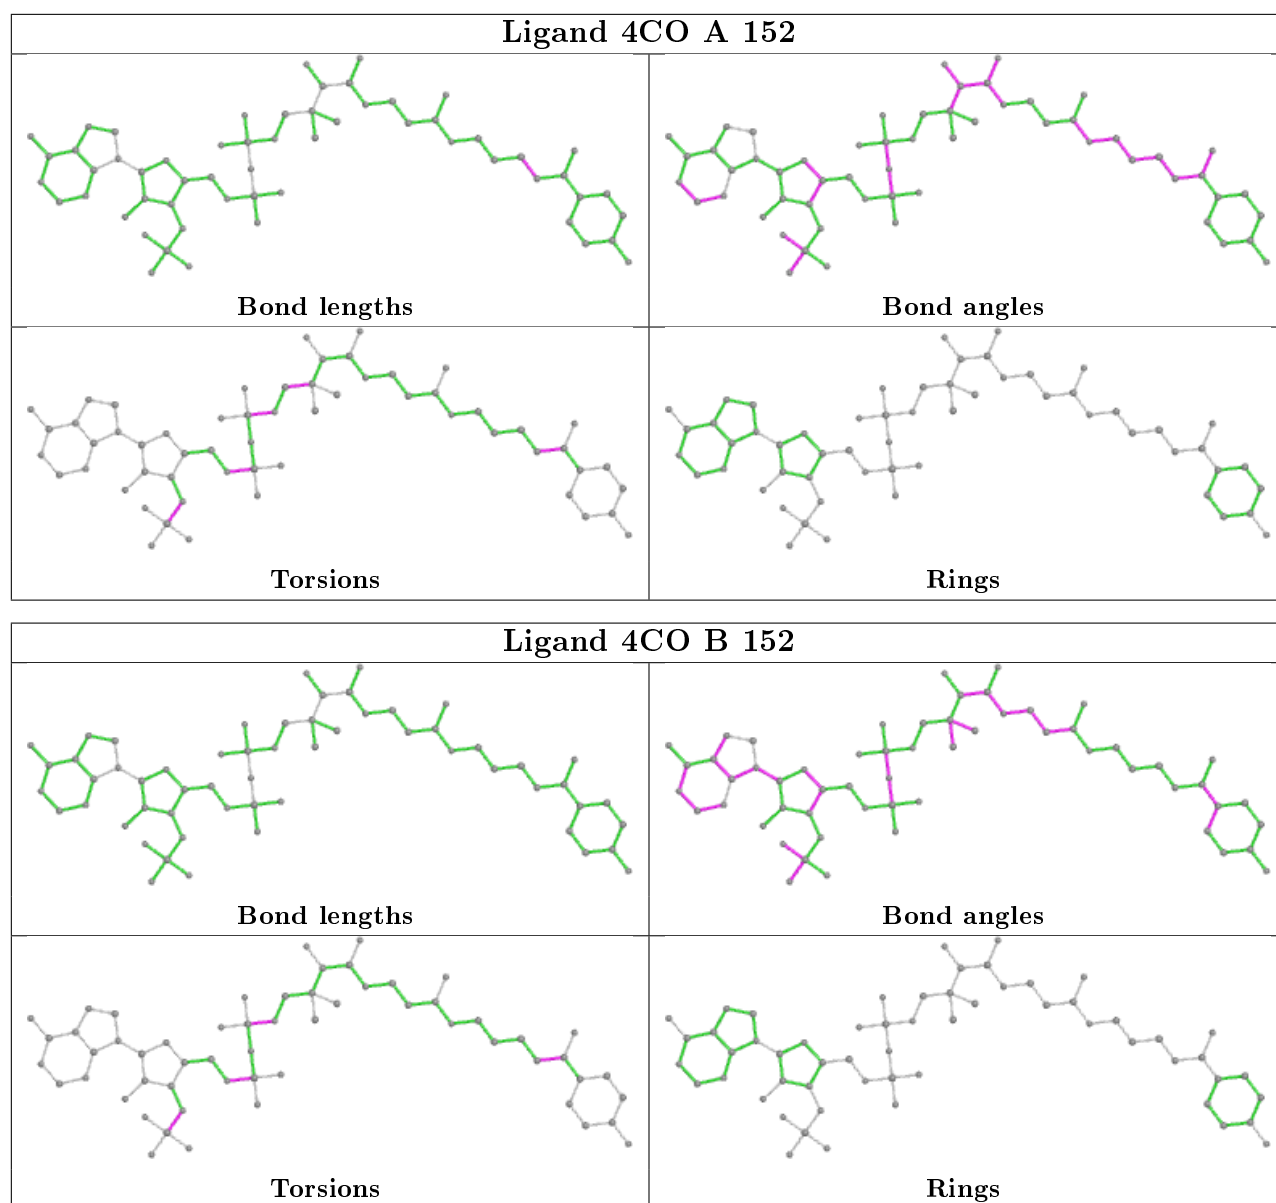 Ligand 4CO A 152
Bond lengths
Bond angles
Torsions
Rings
Ligand 4CO B 152
Bond lengths
Bond angles
Torsions
Rings